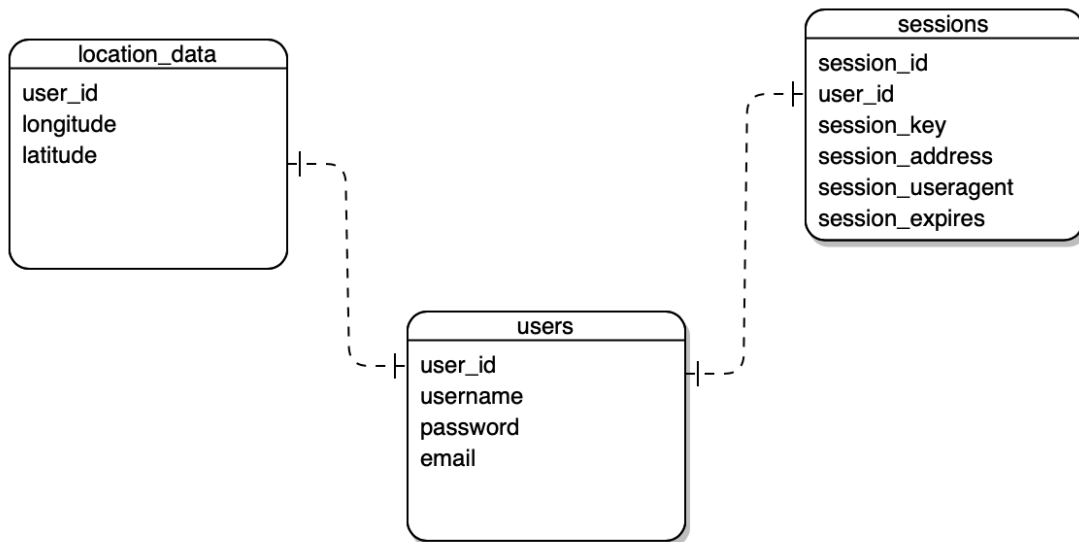 location_data
user_id
longitude
latitude
sessions
session_id
user_id
session_key
session_address
session_useragent
session_expires
users
user_id
username
password
email